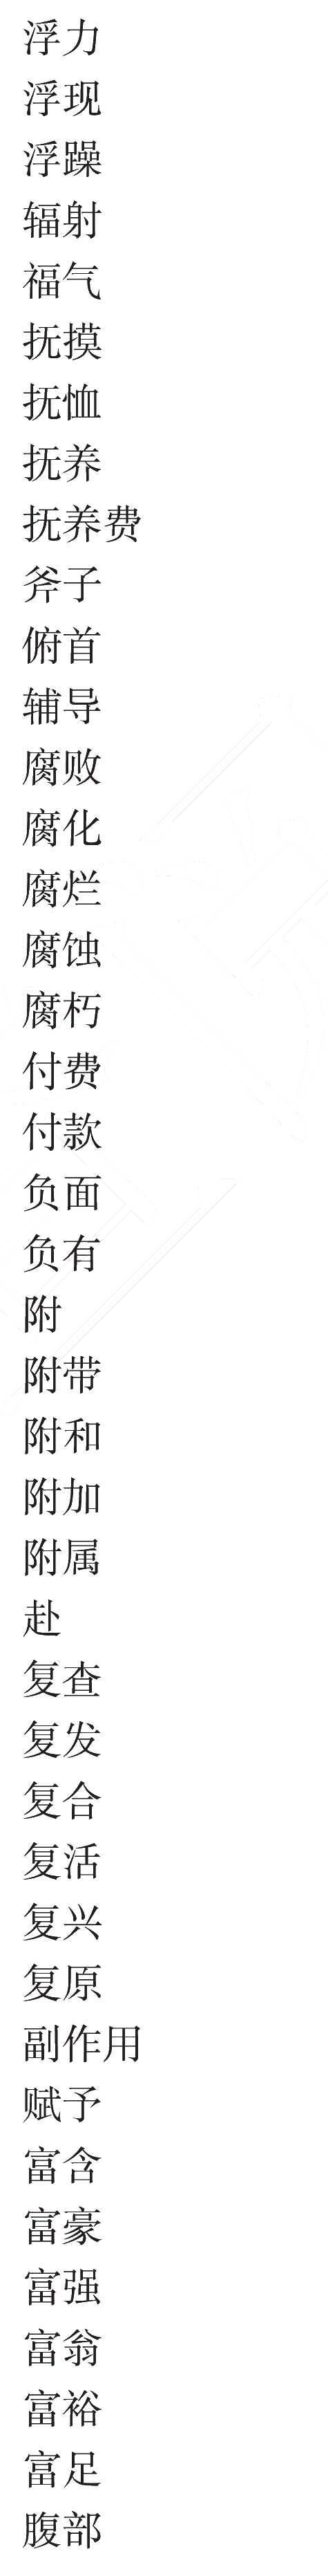 浮力
浮现
浮躁
辐射
福气
抚摸
抚恤
抚养
抚养费
斧子
俯首
辅导
腐败
腐化
腐烂
腐蚀
腐朽
付费
付款
负面
负有
附
附带
附和
附加
附属
赴
复查
复发
复合
复活
复兴
复原
副作用
赋予
富含
富豪
富强
富翁
富裕
富足
腹部